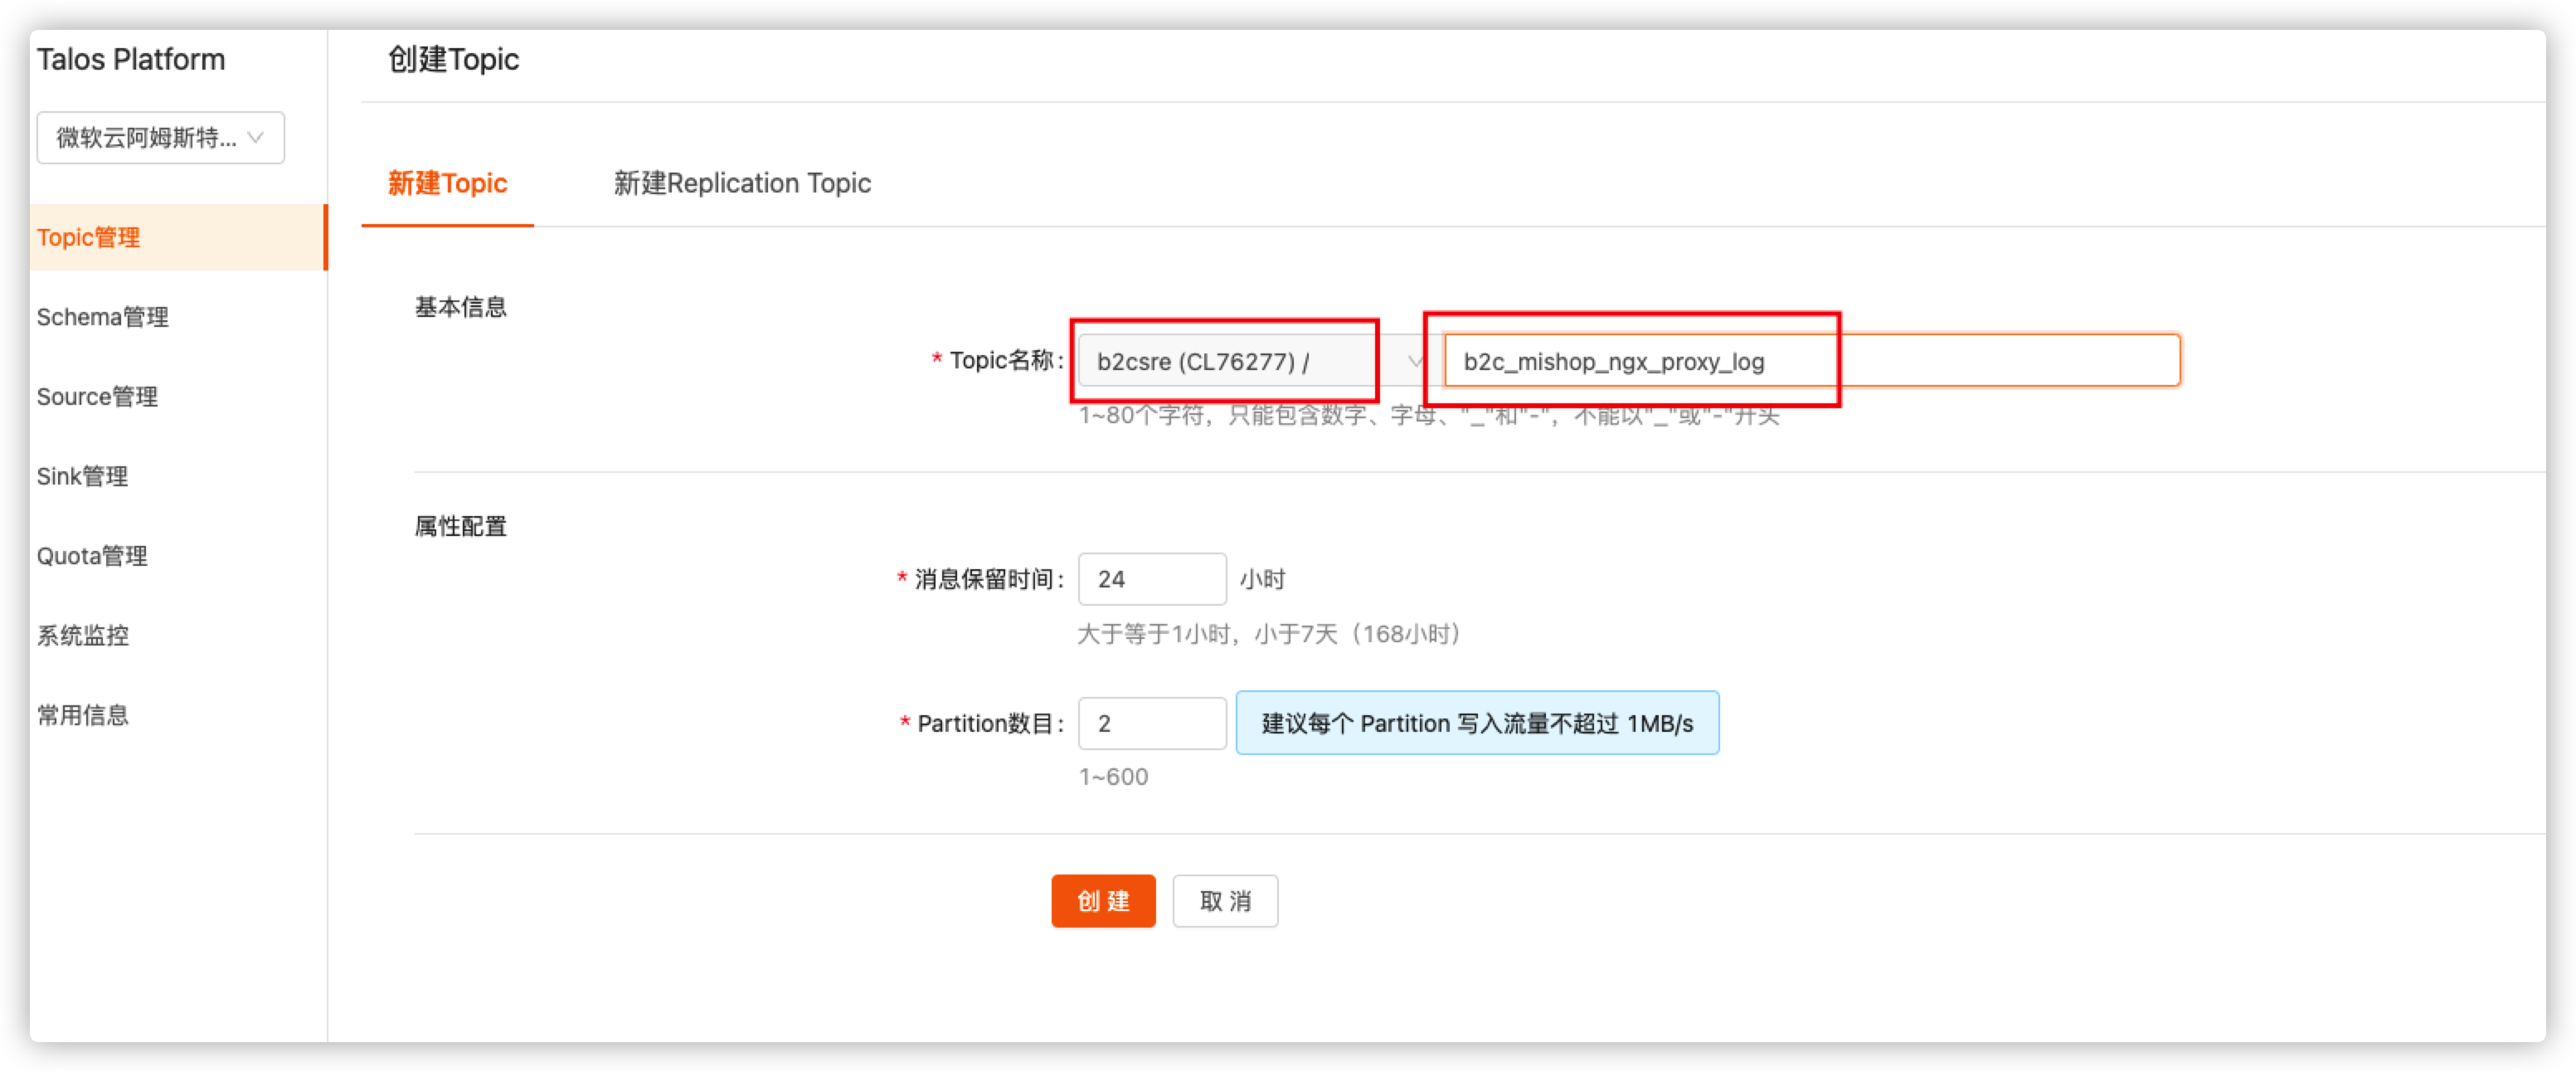 Talos Platform
微软云阿姆斯特...
Topic管理
Schema管理
Source管理
Sink管理
Quota管理
系统监控
常用信息
创建Topic
新建Topic 新建Replication Topic
基本信息
* Topic名称: b2csre (CL76277) / b2c_mishop_ngx_proxy_log
1~80个字符，只能包含数字、字母、"_"和"-"，不能以"_"或"-"开头
属性配置
* 消息保留时间: 24 小时
大于等于1小时，小于7天（168小时）
* Partition数目: 2 建议每个 Partition 写入流量不超过 1MB/s
1~600
创 建 取 消